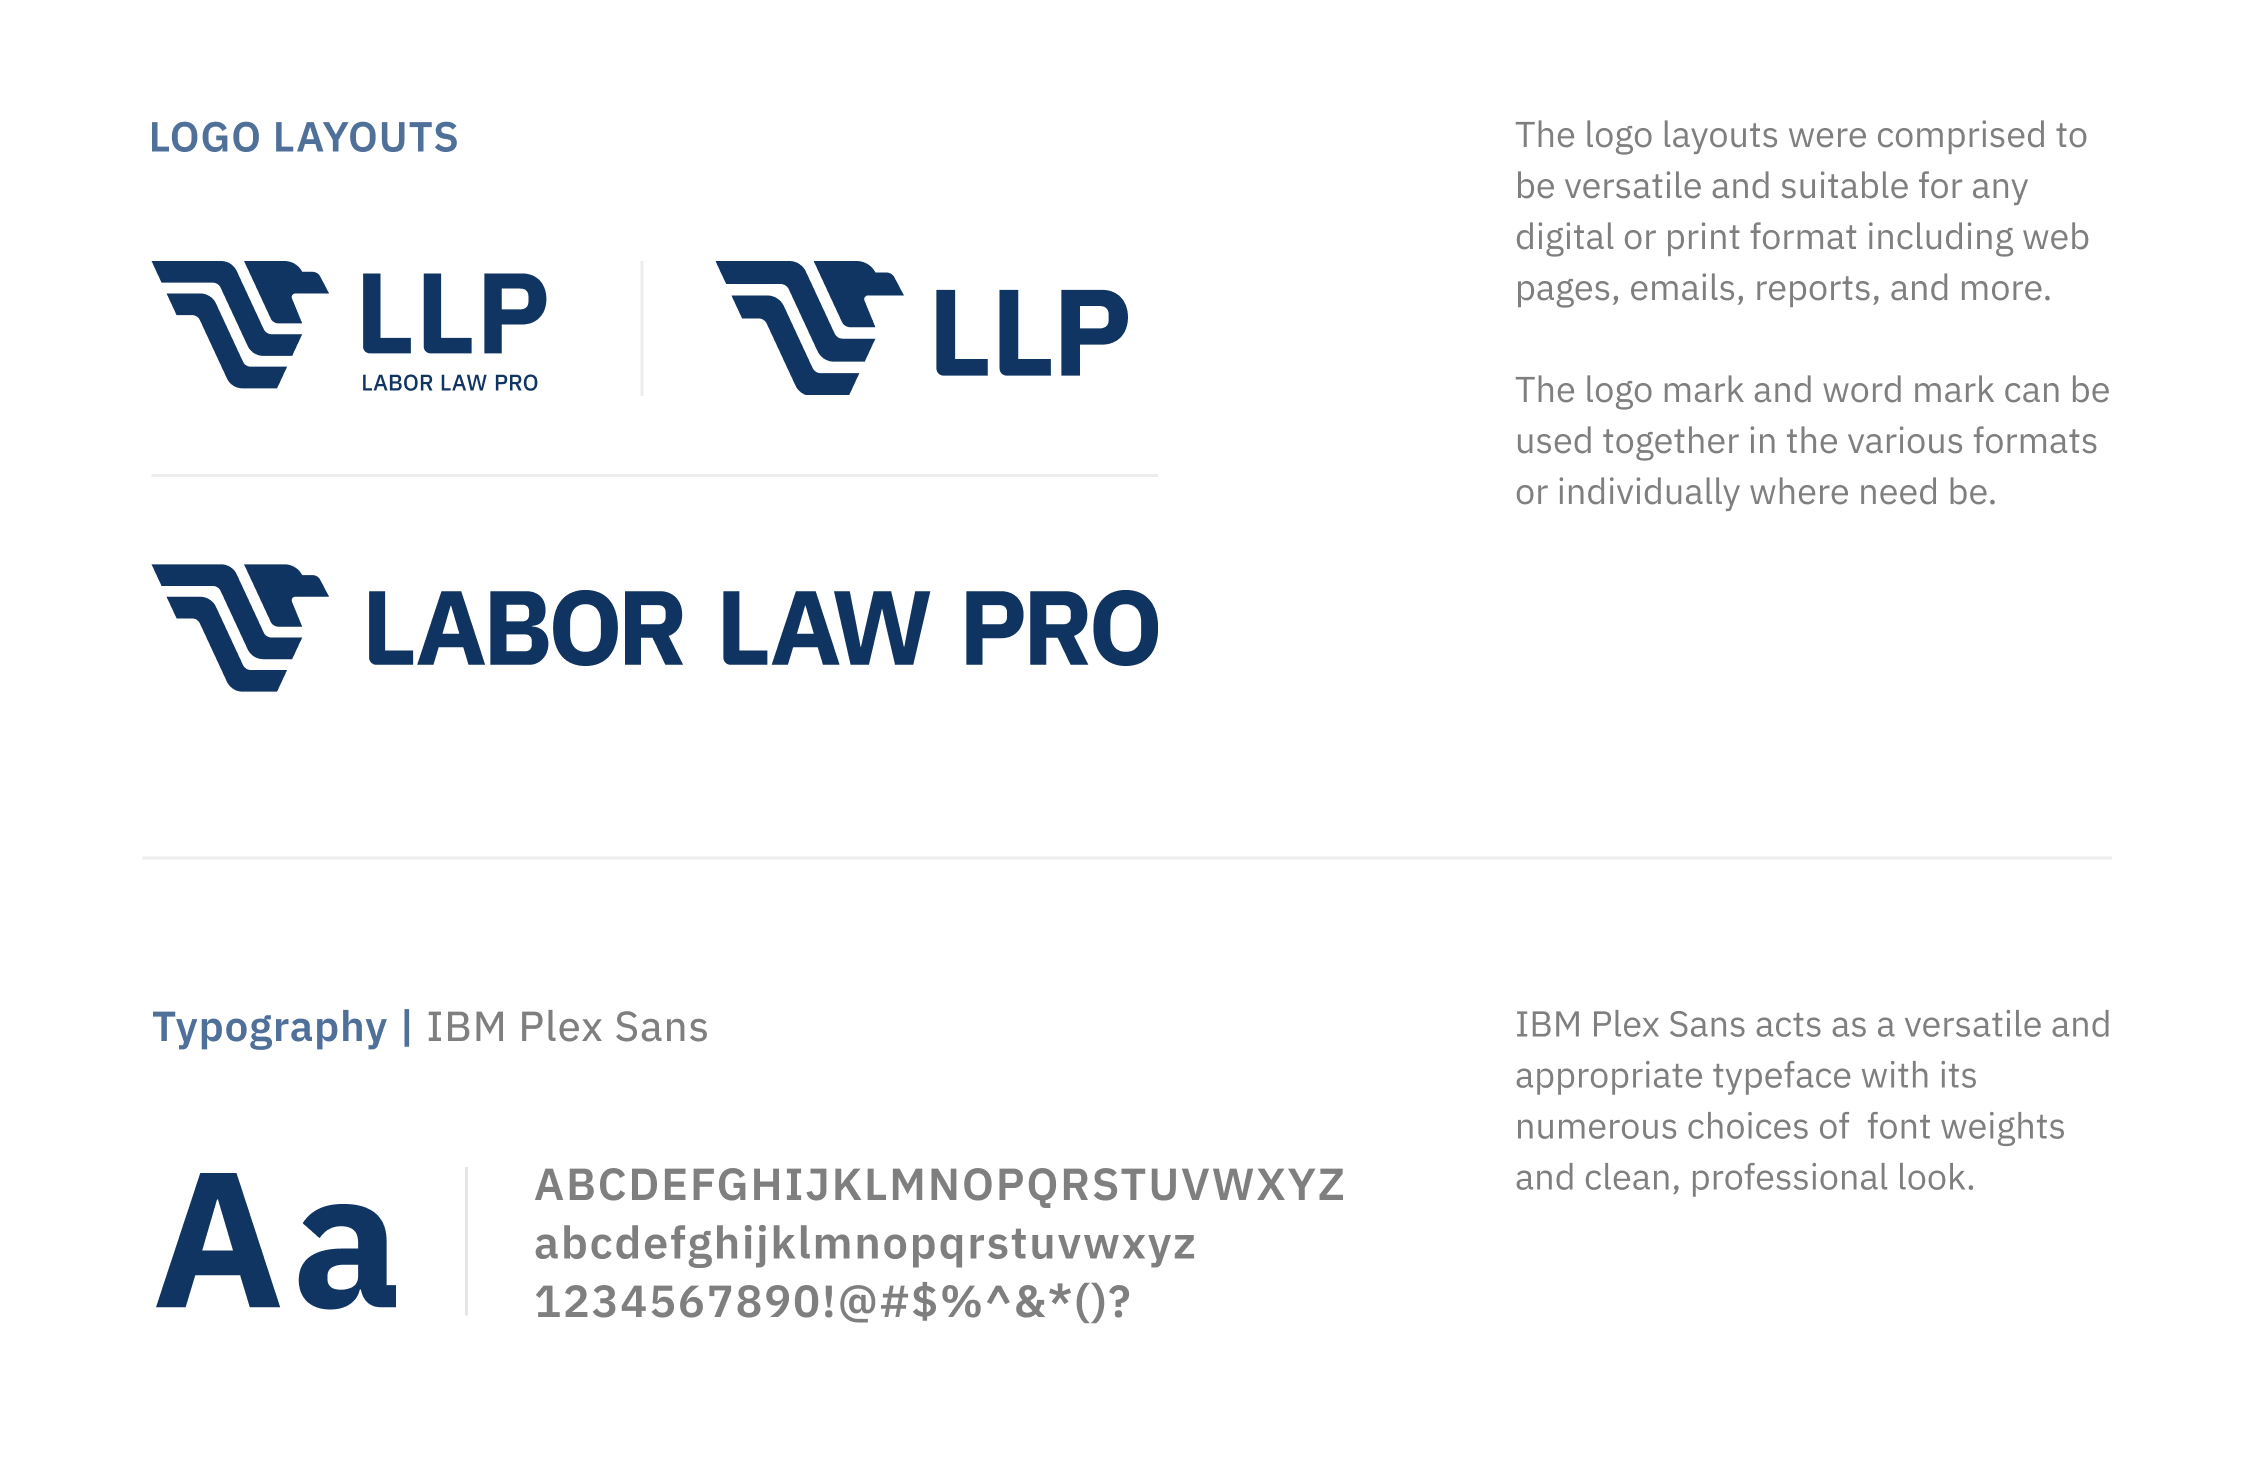 LOGO LAYOUTS
LLP
LABOR LAW PRO
LLP
LABOR LAW PRO
The logo layouts were comprised to
be versatile and suitable for any
digital or print format including web
pages, emails, reports, and more.
The logo mark and word mark can be
used together in the various formats
or individually where need be.
Typography | IBM Plex Sans
Aa
ABCDEFGHIJKLMNOPQRSTUVWXYZ
abcdefghijklmnopqrstuvwxyz
1234567890!@#$%^&*()?
IBM Plex Sans acts as a versatile and
appropriate typeface with its
numerous choices of  font weights
and clean, professional look.